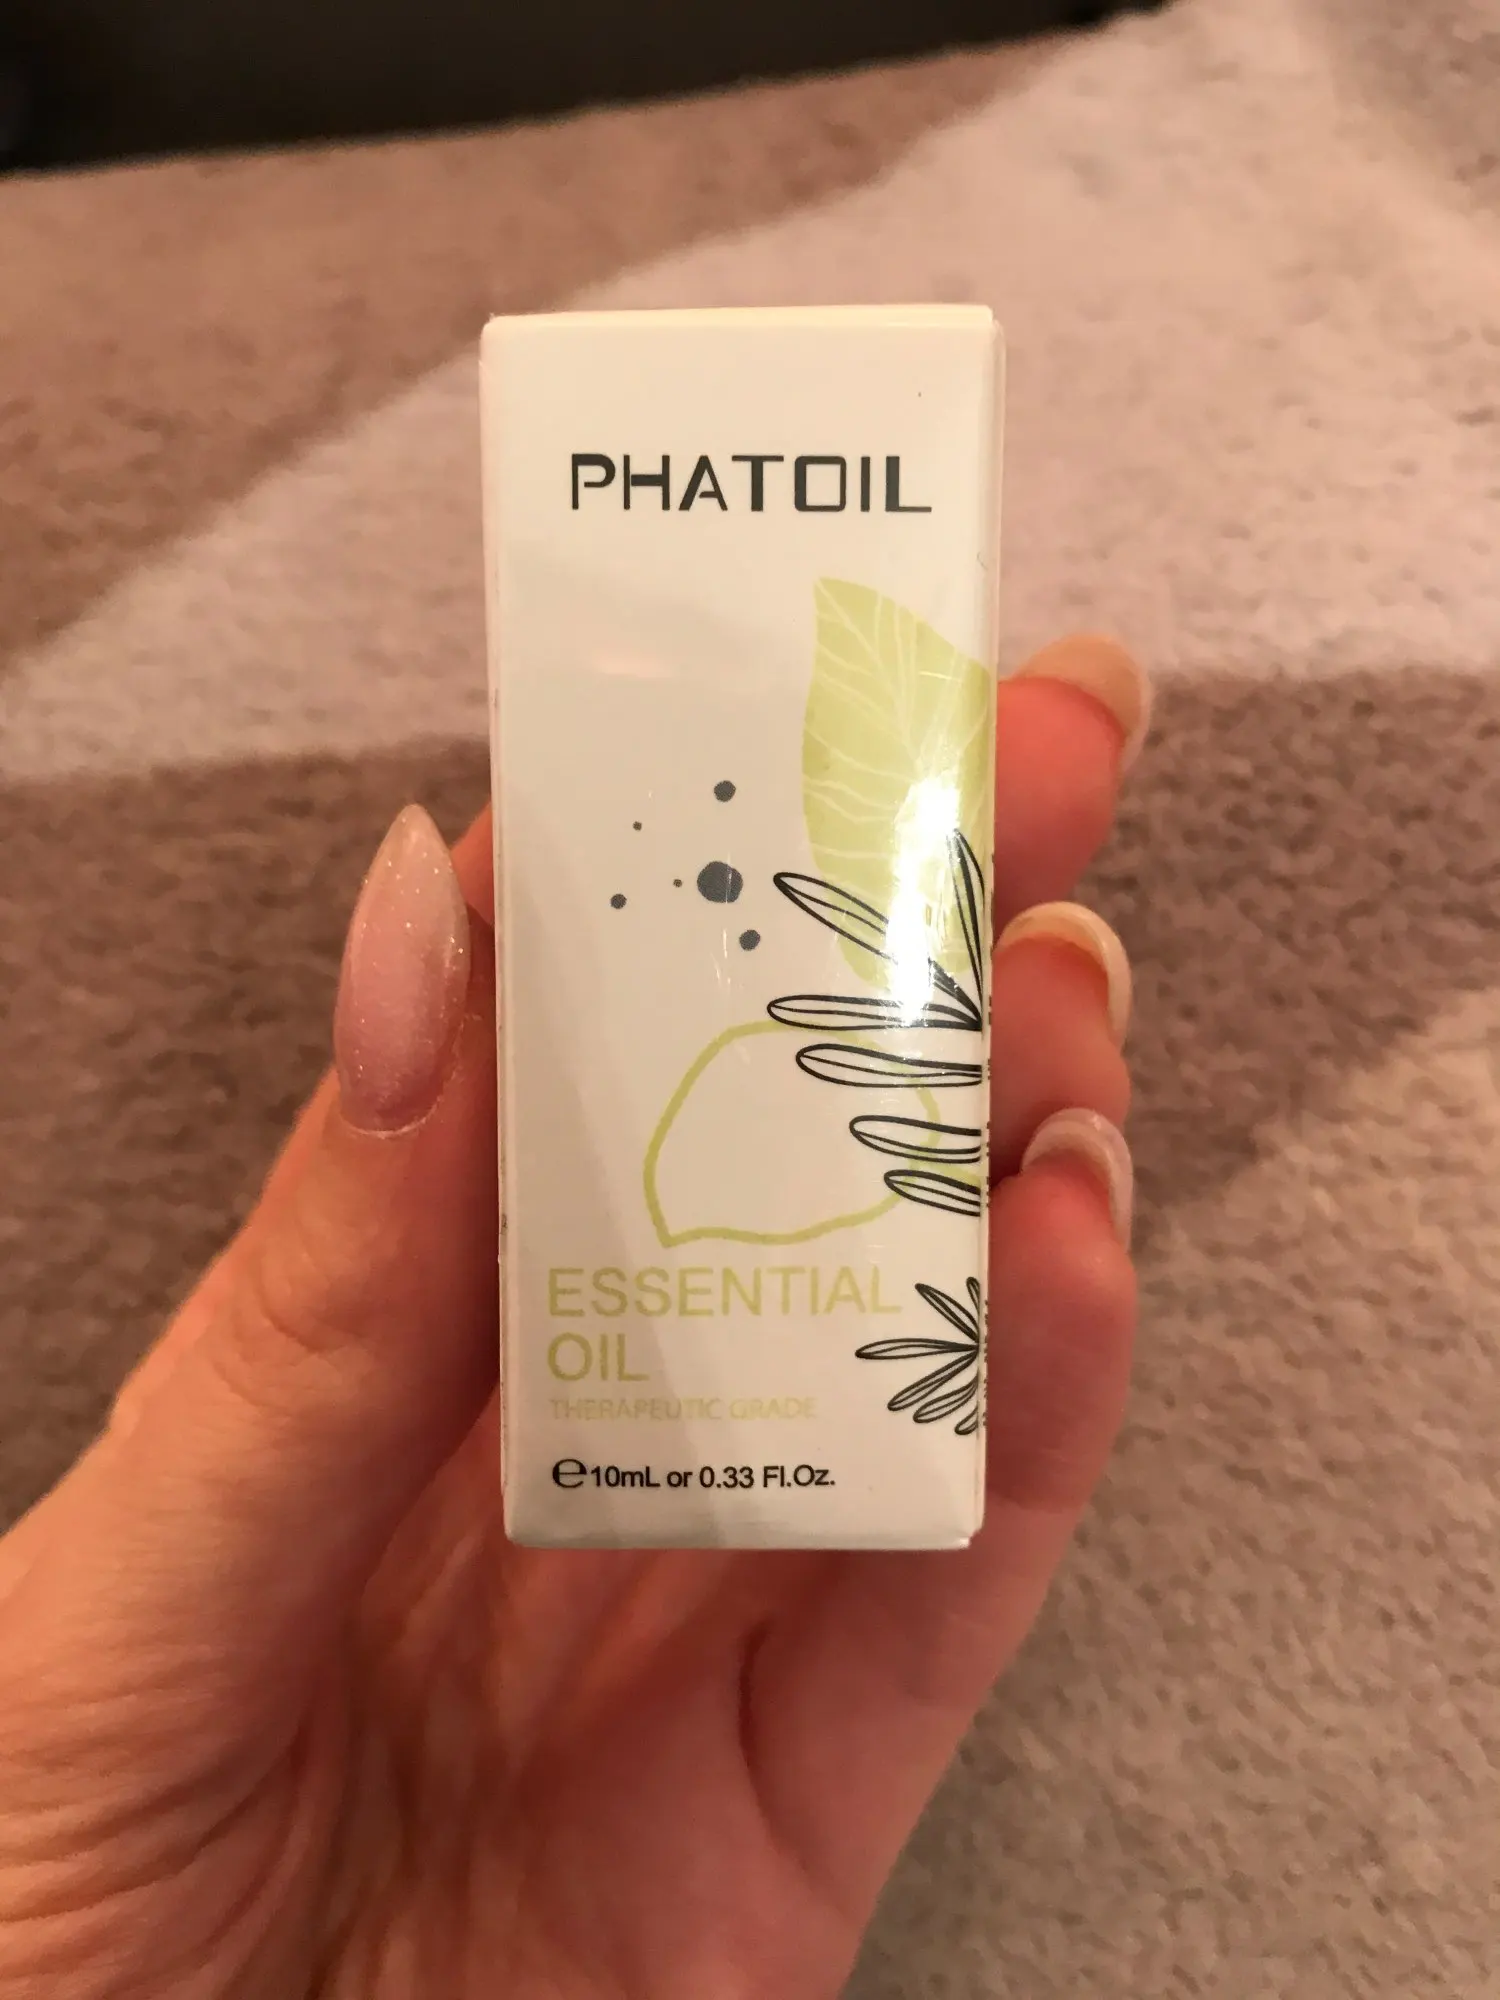 PHATOIL
ESSENTIAL
OIL
THERAPEUTIC GRADE
℮10mL or 0.33 Fl.Oz.